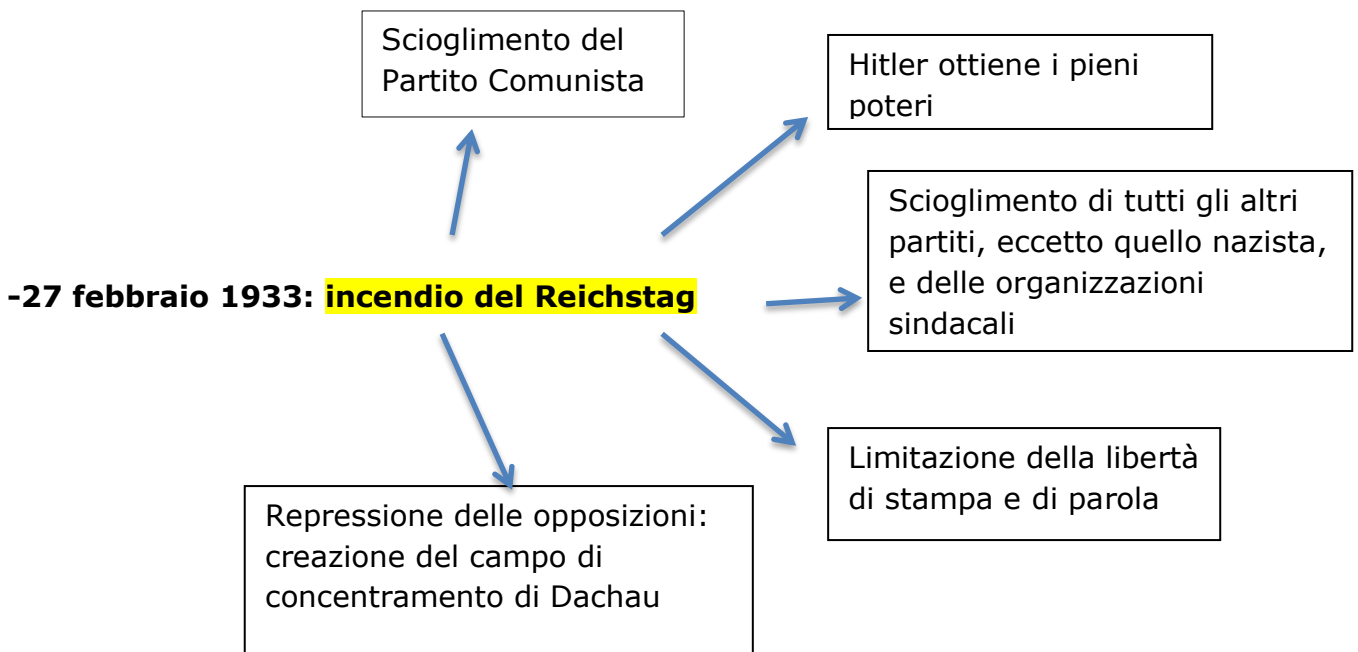 Scioglimento del
Partito Comunista
Hitler ottiene i pieni
poteri
Scioglimento di tutti gli altri
partiti, eccetto quello nazista,
e delle organizzazioni
sindacali
-27 febbraio 1933: incendio del Reichstag
Limitazione della libertà
di stampa e di parola
Repressione delle opposizioni:
creazione del campo di
concentramento di Dachau